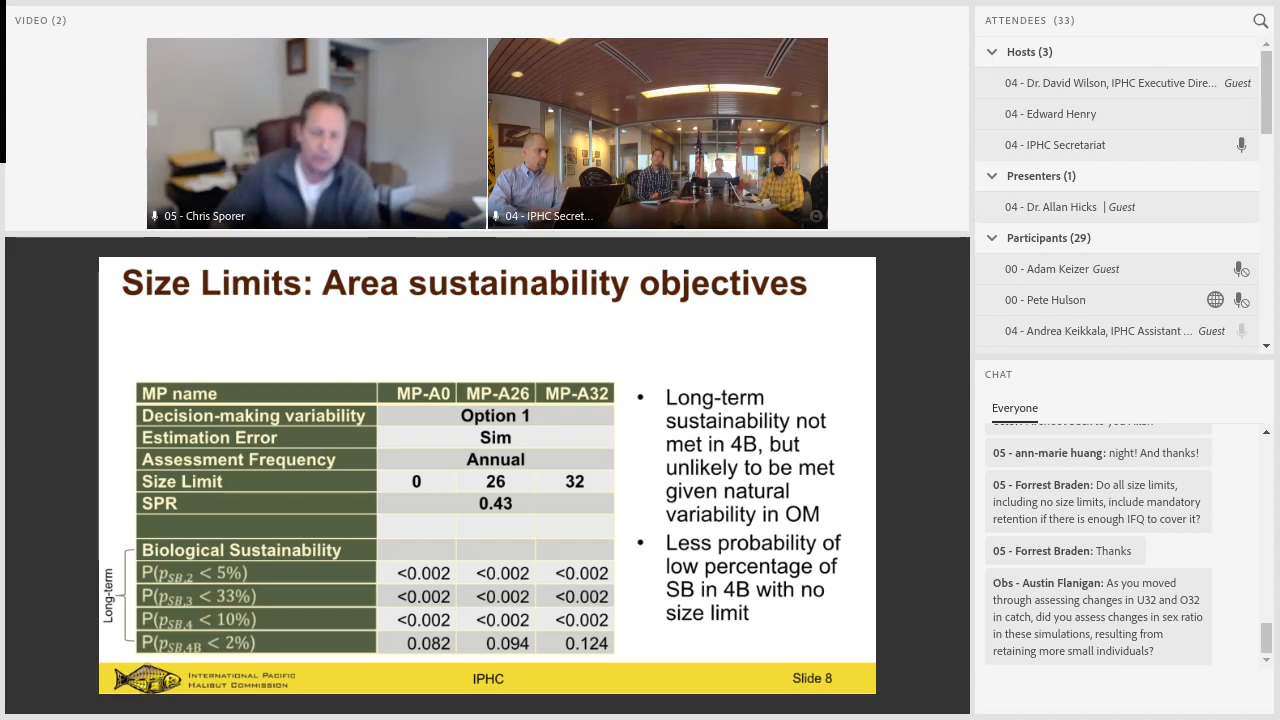 VIDEO (2)
05 - Chris Sporer
04 - IPHC Secret...
Size Limits: Area sustainability objectives
MP name MP-A0 MP-A26 MP-A32
Decision-making variability Option 1
Estimation Error Sim
Assessment Frequency Annual
Size Limit 0 26 32
SPR 0.43
Biological Sustainability
Long-term
P(pSB,2 < 5%) <0.002 <0.002 <0.002
P(pSB,3 < 33%) <0.002 <0.002 <0.002
P(pSB,4 < 10%) <0.002 <0.002 <0.002
P(pSB,4B < 2%) 0.082 0.094 0.124
• Long-term
sustainability not
met in 4B, but
unlikely to be met
given natural
variability in OM
• Less probability of
low percentage of
SB in 4B with no
size limit
INTERNATIONAL PACIFIC
HALIBUT COMMISSION
IPHC
Slide 8
ATTENDEES (33)
Hosts (3)
04 - Dr. David Wilson, IPHC Executive Dire... Guest
04 - Edward Henry
04 - IPHC Secretariat
Presenters (1)
04 - Dr. Allan Hicks | Guest
Participants (29)
00 - Adam Keizer Guest
00 - Pete Hulson
04 - Andrea Keikkala, IPHC Assistant ... Guest
CHAT
Everyone
05 - ann-marie huang: right! And thanks!
05 - Forrest Braden: Do all size limits,
including no size limits, include mandatory
retention if there is enough IFQ to cover it?
05 - Forrest Braden: Thanks
Obs - Austin Flanigan: As you moved
through assessing changes in U32 and O32
in catch, did you assess changes in sex ratio
in these simulations, resulting from
retaining more small individuals?